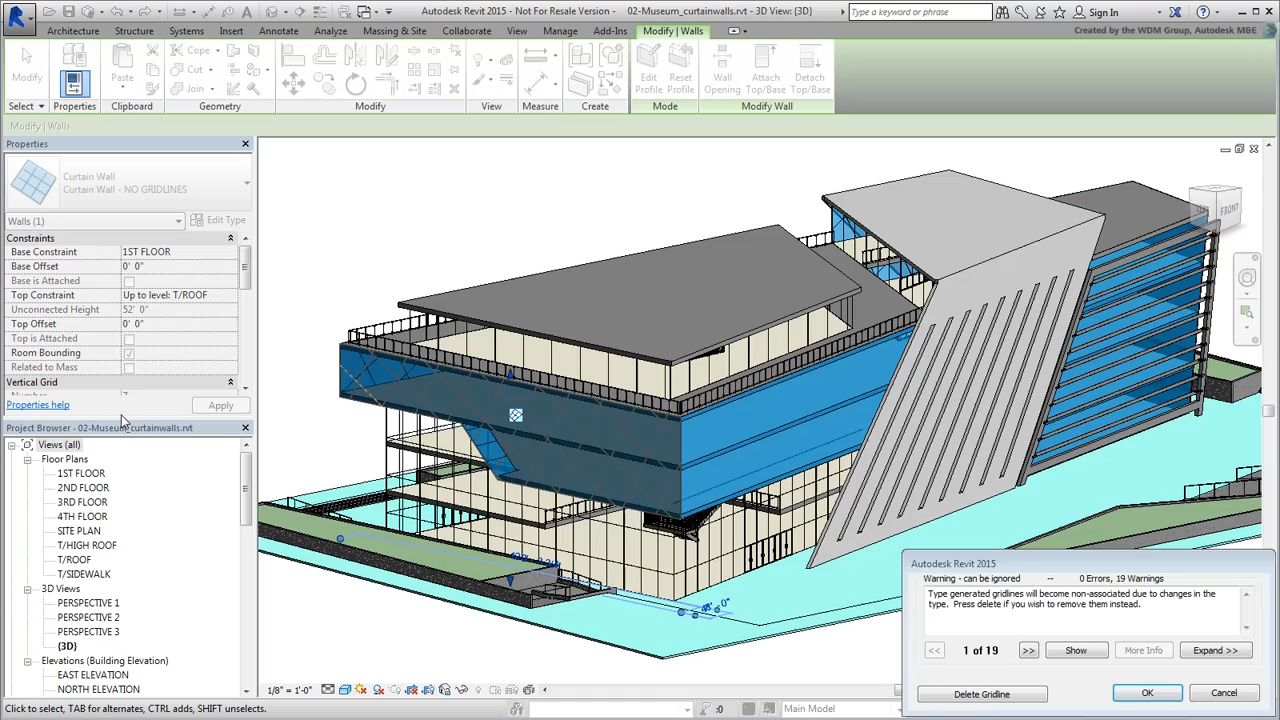 Autodesk Revit 2015 - Not For Resale Version - 02-Museum_curtainwalls.rvt - 3D View: {3D}
Type a keyword or phrase
Sign In
Architecture Structure Systems Insert Annotate Analyze Massing & Site Collaborate View Manage Add-Ins Modify | Walls
Created by the WDM Group, Autodesk M&E
Modify
Paste
Cope
Cut
Join
Edit Profile
Reset Profile
Wall Opening
Attach Top/Base
Detach Top/Base
Select Properties Clipboard Geometry Modify View Measure Create Mode Modify Wall
Modify | Walls
Properties
Curtain Wall
Curtain Wall - NO GRIDLINES
Walls (1) Edit Type
Constraints
Base Constraint 1ST FLOOR
Base Offset 0' 0"
Base is Attached
Top Constraint Up to level: T/ROOF
Unconnected Height 52' 0"
Top Offset 0' 0"
Top is Attached
Room Bounding
Related to Mass
Vertical Grid
Properties help Apply
Project Browser - 02-Museum_curtainwalls.rvt
Views (all)
Floor Plans
1ST FLOOR
2ND FLOOR
3RD FLOOR
4TH FLOOR
SITE PLAN
T/HIGH ROOF
T/ROOF
T/SIDEWALK
3D Views
PERSPECTIVE 1
PERSPECTIVE 2
PERSPECTIVE 3
{3D}
Elevations (Building Elevation)
EAST ELEVATION
NORTH ELEVATION
FRONT
48' 0"
Autodesk Revit 2015
Warning - can be ignored -- 0 Errors, 19 Warnings
Type generated gridlines will become non-associated due to changes in the
type. Press delete if you wish to remove them instead.
<< 1 of 19 >> Show More Info Expand >>
Delete Gridline OK Cancel
1/8" = 1'-0"
Click to select, TAB for alternates, CTRL adds, SHIFT unselects.
:0
Main Model